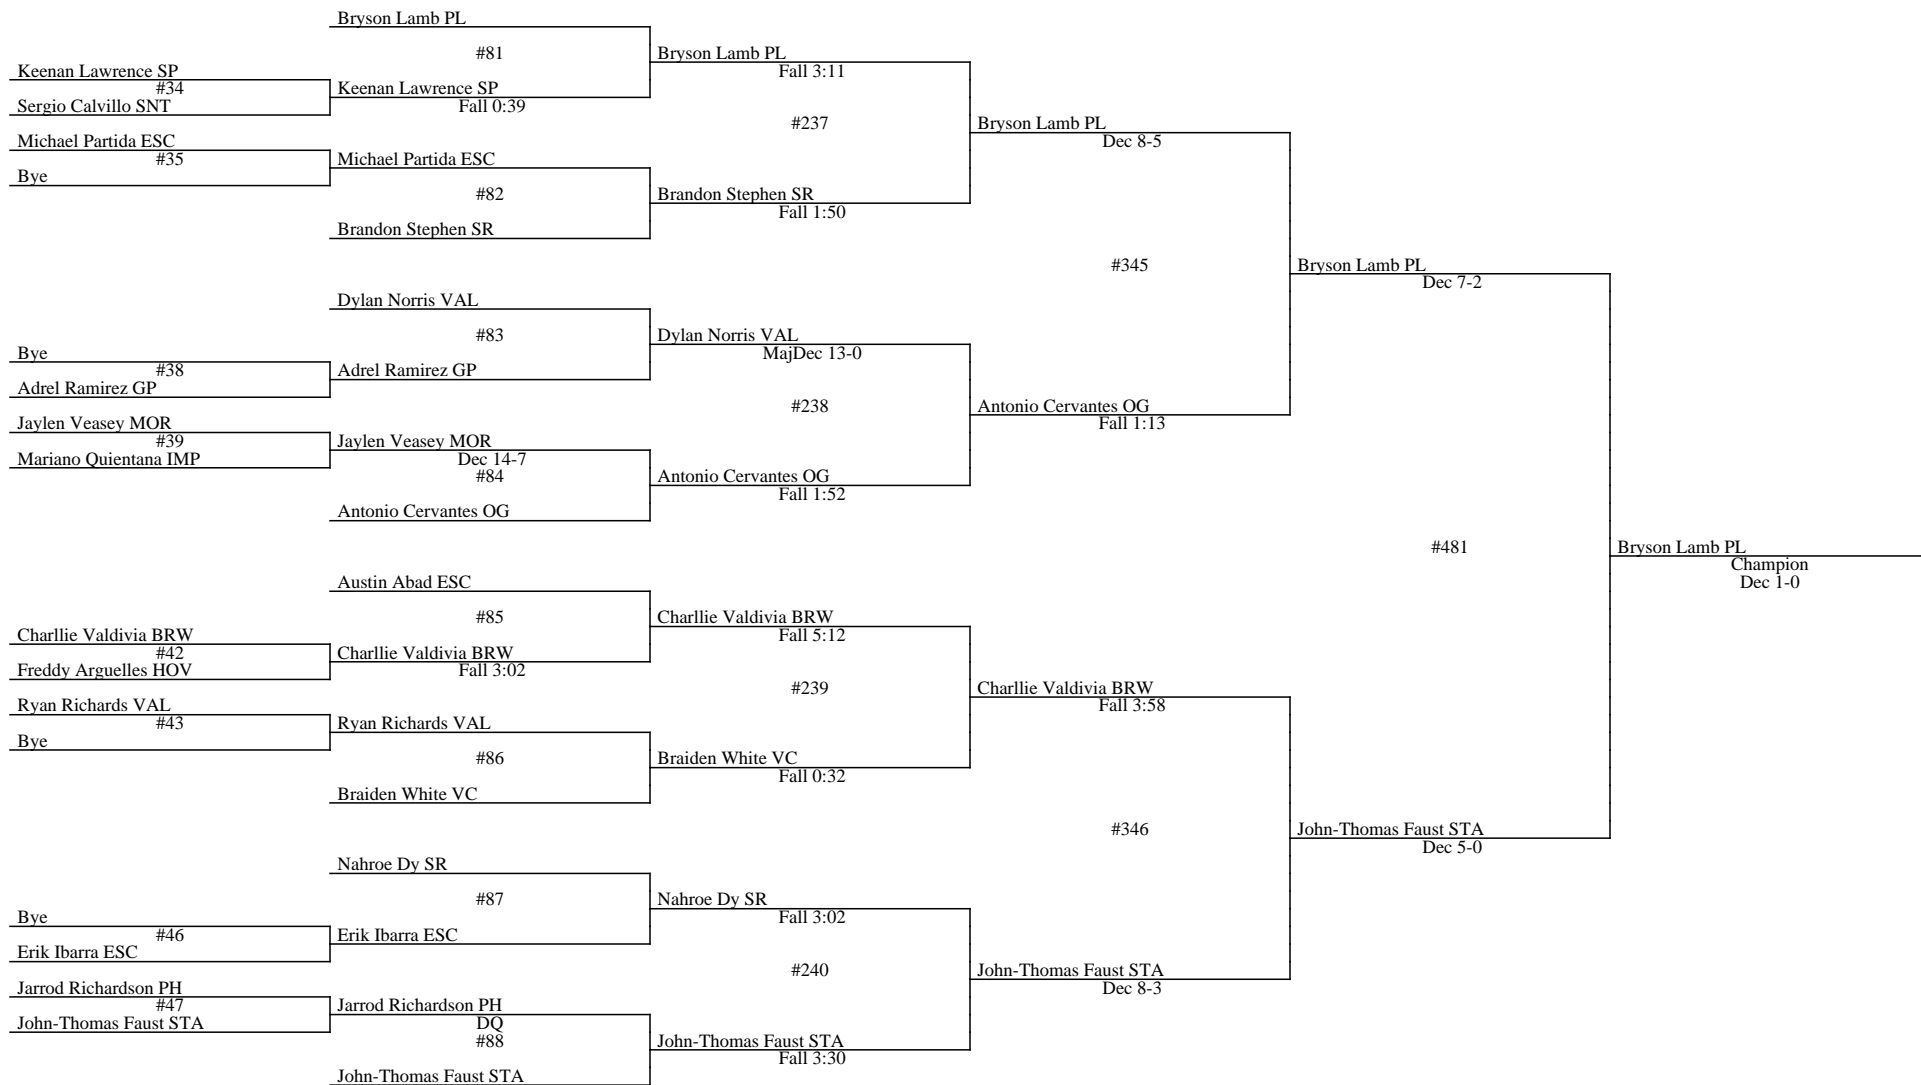 Bryson Lamb PL
#81
Bryson Lamb PL
Fall 3:11
Keenan Lawrence SP
#34
Keenan Lawrence SP
Fall 0:39
Sergio Calvillo SNT
#237
Bryson Lamb PL
Dec 8-5
Michael Partida ESC
#35
Michael Partida ESC
Bye
#82
Brandon Stephen SR
Fall 1:50
Brandon Stephen SR
#345
Bryson Lamb PL
Dec 7-2
Dylan Norris VAL
#83
Dylan Norris VAL
MajDec 13-0
Bye
#38
Adrel Ramirez GP
Adrel Ramirez GP
#238
Antonio Cervantes OG
Fall 1:13
Jaylen Veasey MOR
#39
Jaylen Veasey MOR
Dec 14-7
Mariano Quientana IMP
#84
Antonio Cervantes OG
Fall 1:52
Antonio Cervantes OG
#481
Bryson Lamb PL
Champion
Dec 1-0
Austin Abad ESC
#85
Charllie Valdivia BRW
Fall 5:12
Charllie Valdivia BRW
#42
Charllie Valdivia BRW
Fall 3:02
Freddy Arguelles HOV
#239
Charllie Valdivia BRW
Fall 3:58
Ryan Richards VAL
#43
Ryan Richards VAL
Bye
#86
Braiden White VC
Fall 0:32
Braiden White VC
#346
John-Thomas Faust STA
Dec 5-0
Nahroe Dy SR
#87
Nahroe Dy SR
Fall 3:02
Bye
#46
Erik Ibarra ESC
Erik Ibarra ESC
#240
John-Thomas Faust STA
Dec 8-3
Jarrod Richardson PH
#47
Jarrod Richardson PH
DQ
John-Thomas Faust STA
#88
John-Thomas Faust STA
Fall 3:30
John-Thomas Faust STA